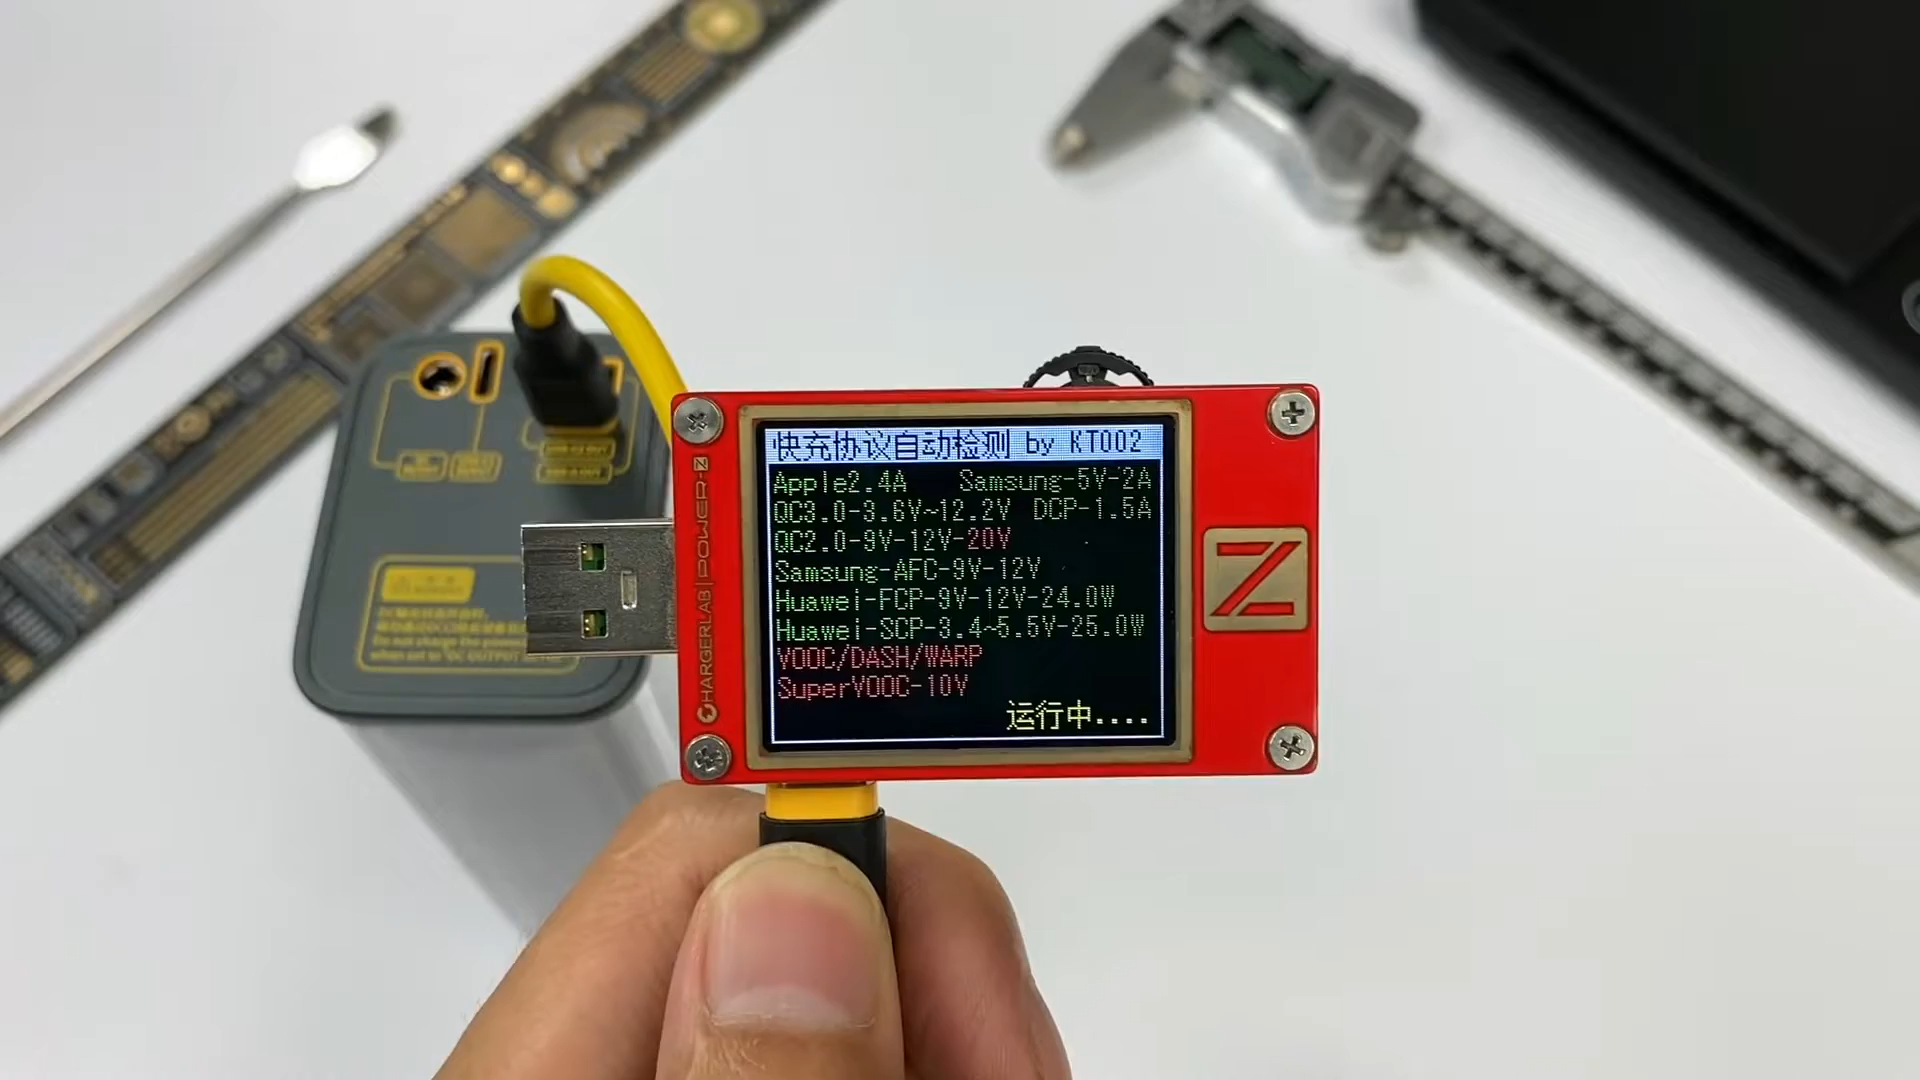 快充协议自动检测 by KT002
Apple2.4A Samsung-5V-2A
QC3.0-3.6V~12.2V DCP-1.5A
QC2.0-9V-12V-20V
Samsung-AFC-9V-12V
Huawei-FCP-9V-12V-24.0W
Huawei-SCP-3.4~5.5V-25.0W
VOOC/DASH/WARP
SuperVOOC-10V
运行中....
CHARGERLAB | POWER-Z
Z